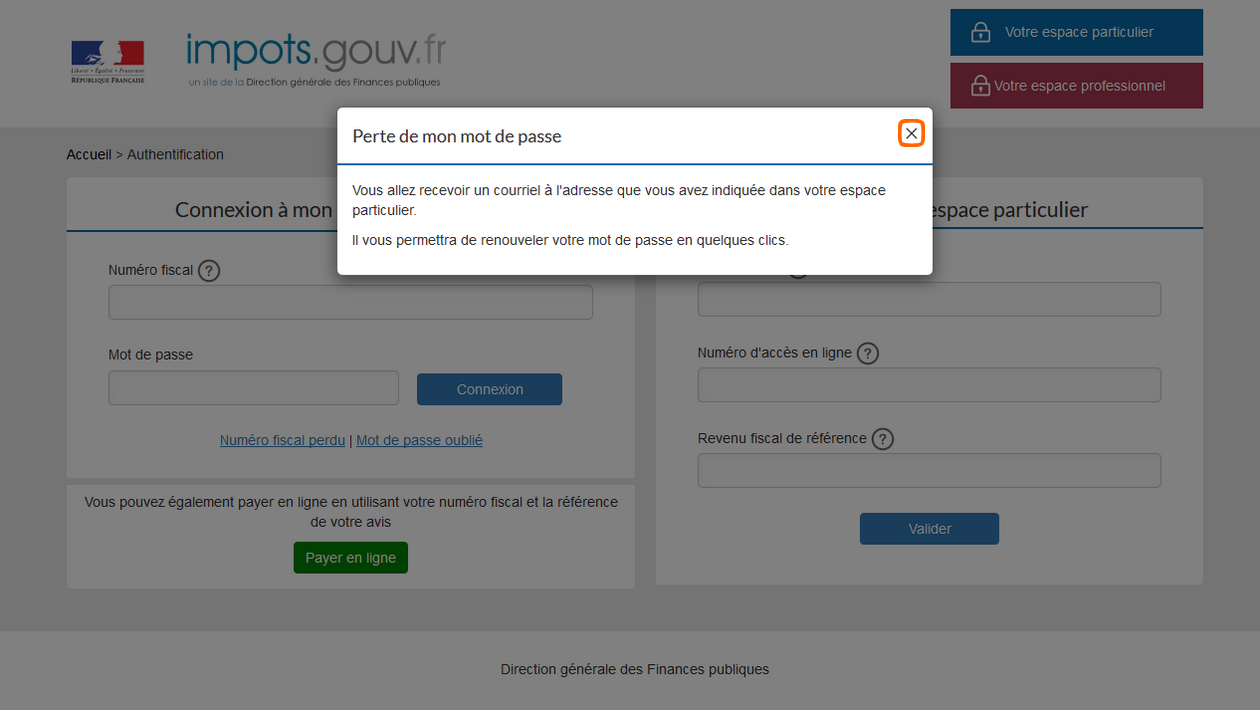 Liberté • Égalité • Fraternité
RÉPUBLIQUE FRANÇAISE
impots.gouv.fr
un site de la Direction générale des Finances publiques
Votre espace particulier
Votre espace professionnel
Perte de mon mot de passe
Vous allez recevoir un courriel à l'adresse que vous avez indiquée dans votre espace
particulier.
Il vous permettra de renouveler votre mot de passe en quelques clics.
Accueil > Authentification
Connexion à mon
Numéro fiscal ?
Mot de passe
Connexion
Numéro fiscal perdu | Mot de passe oublié
Vous pouvez également payer en ligne en utilisant votre numéro fiscal et la référence
de votre avis
Payer en ligne
espace particulier
Numéro d'accès en ligne ?
Revenu fiscal de référence ?
Valider
Direction générale des Finances publiques